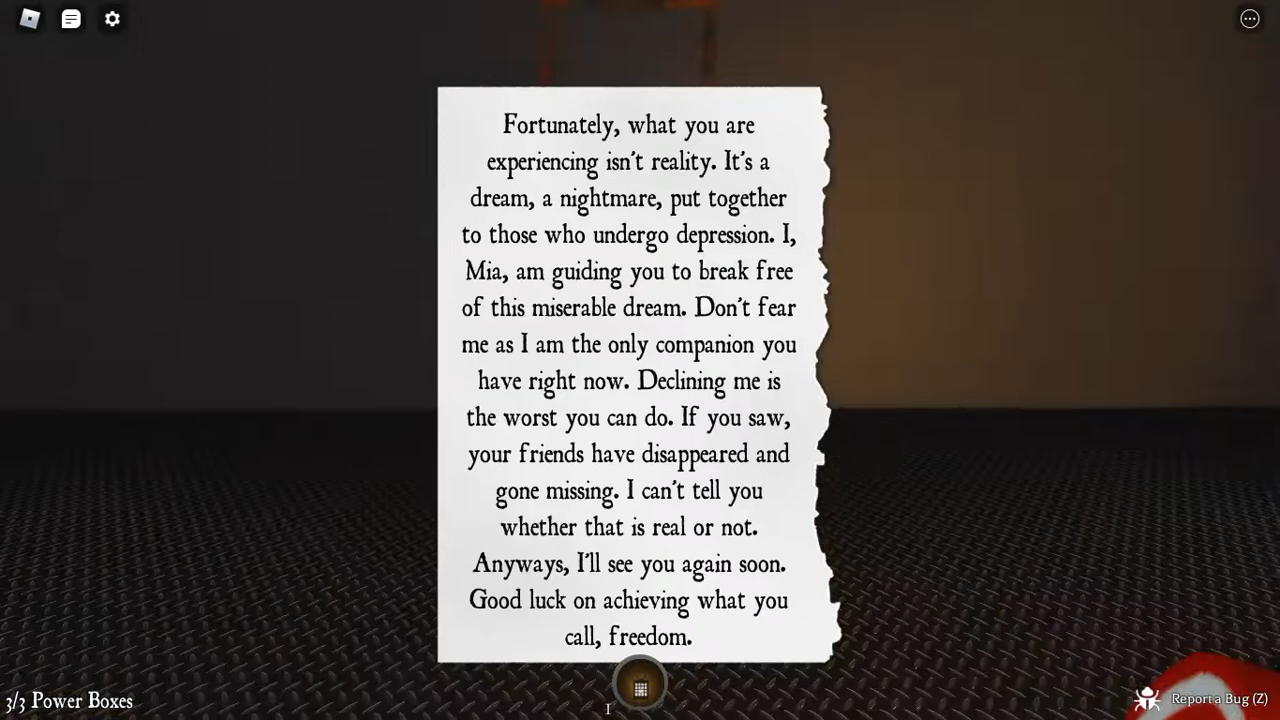 Fortunately, what you are
experiencing isn't reality. It's a
dream, a nightmare, put together
to those who undergo depression. I,
Mia, am guiding you to break free
of this miserable dream. Don't fear
me as I am the only companion you
have right now. Declining me is
the worst you can do. If you saw,
your friends have disappeared and
gone missing. I can't tell you
whether that is real or not.
Anyways, I'll see you again soon.
Good luck on achieving what you
call, freedom.
3/3 Power Boxes
1
Report a Bug (Z)